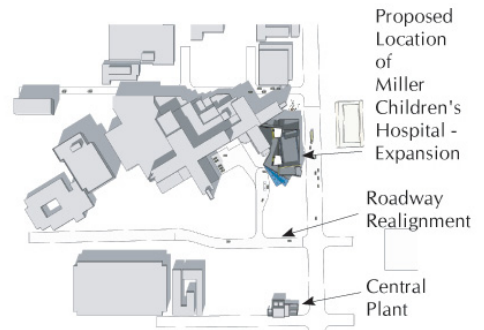 Proposed
Location
of
Miller
Children's
Hospital -
Expansion
Roadway
Realignment
Central
Plant